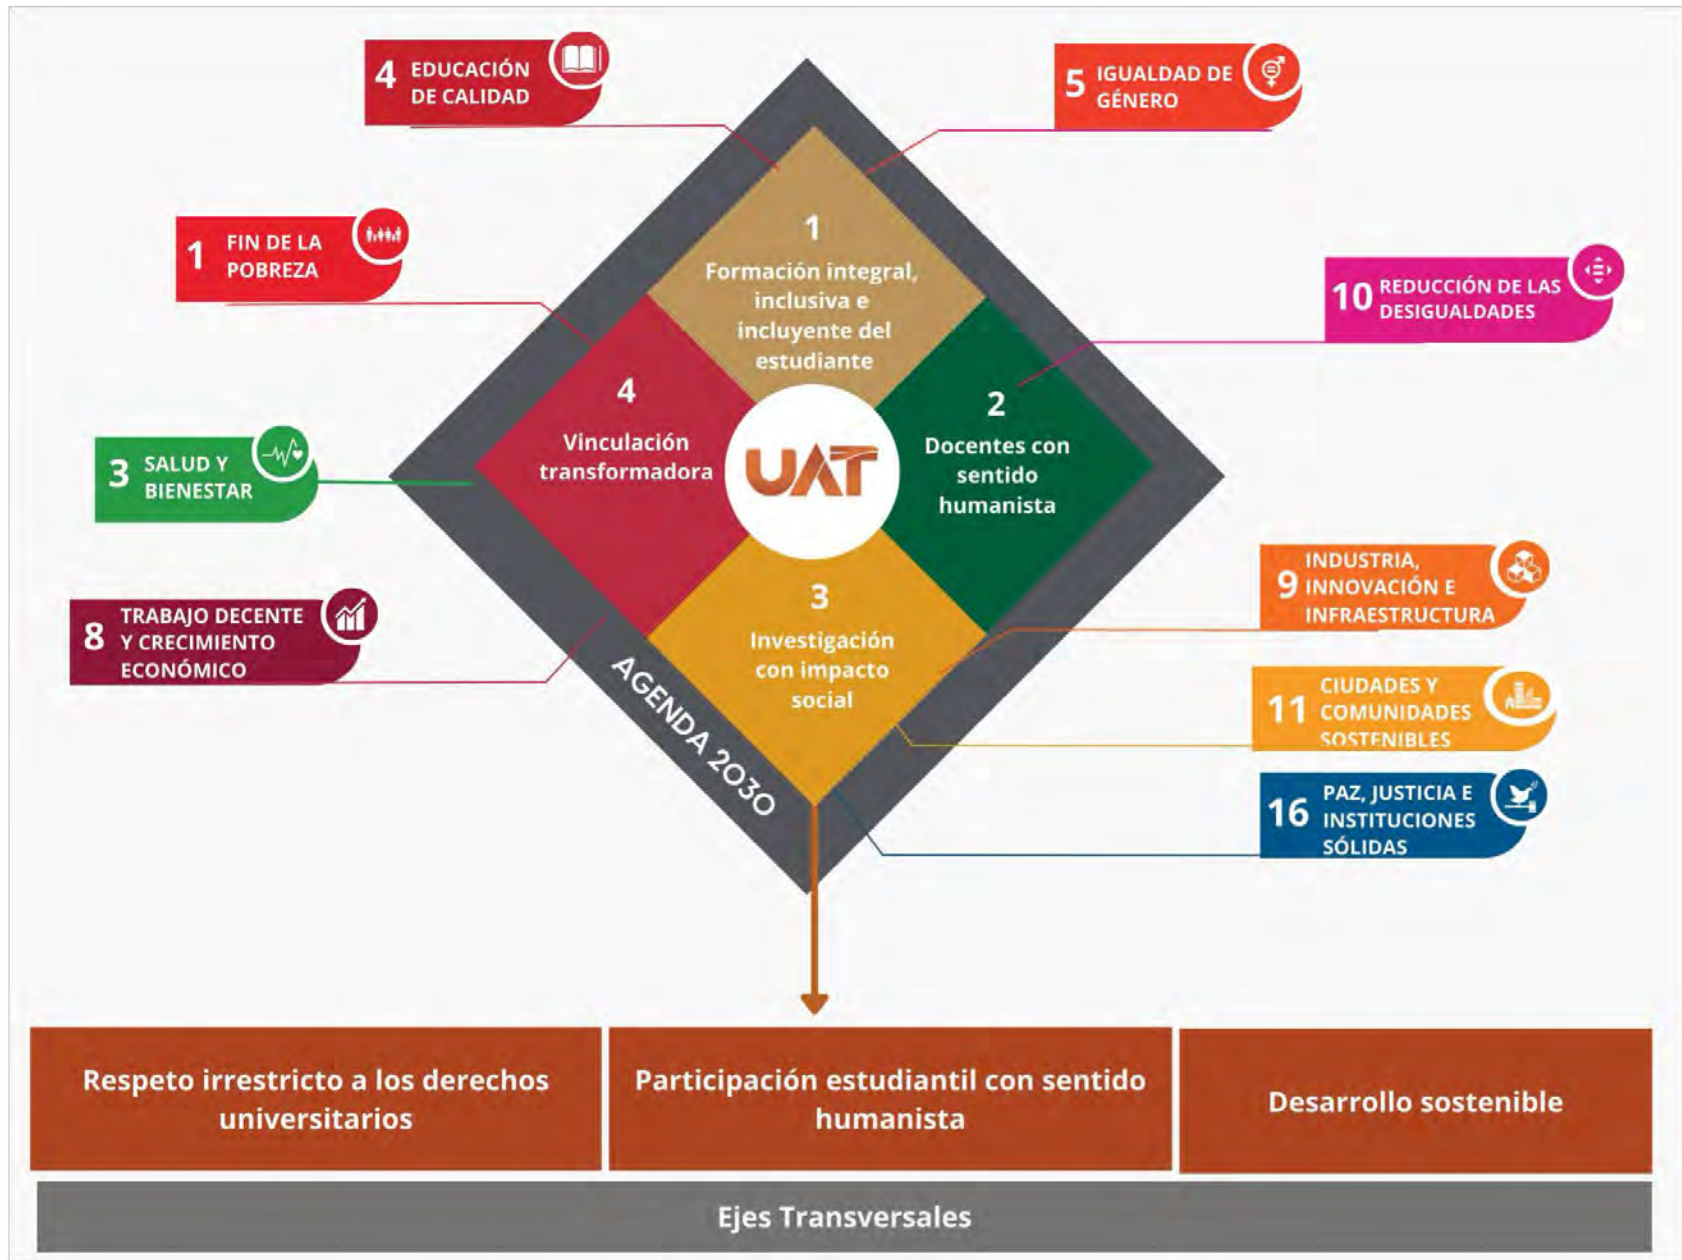 4 EDUCACIÓN
DE CALIDAD
5 IGUALDAD DE
GÉNERO
1 FIN DE LA
POBREZA
10 REDUCCIÓN DE LAS
DESIGUALDADES
3 SALUD Y
BIENESTAR
8 TRABAJO DECENTE
Y CRECIMIENTO
ECONÓMICO
1
Formación integral,
inclusiva e
incluyente del
estudiante
4
Vinculación
transformadora
UAT
2
Docentes con
sentido
humanista
3
Investigación
con impacto
social
AGENDA 2030
9 INDUSTRIA,
INNOVACIÓN E
INFRAESTRUCTURA
11 CIUDADES Y
COMUNIDADES
SOSTENIBLES
16 PAZ, JUSTICIA E
INSTITUCIONES
SÓLIDAS
Respeto irrestricto a los derechos
universitarios
Participación estudiantil con sentido
humanista
Desarrollo sostenible
Ejes Transversales